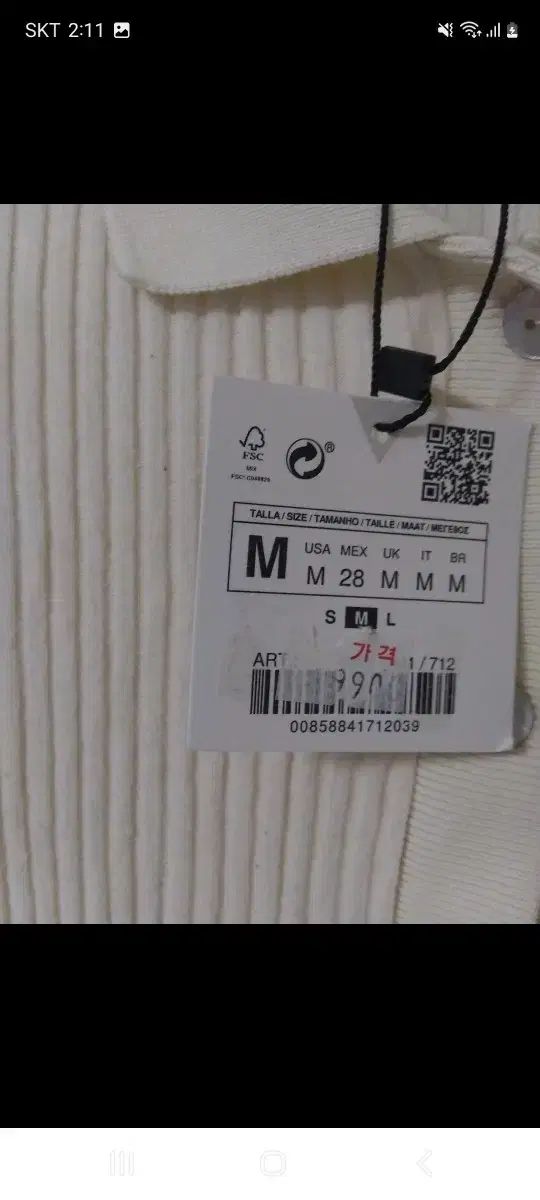 SKT 2:11
FSC
MIX
®
TALLA / SIZE / TAMANHO / TAILLE / MAAT / ΜΕΓΕΘΟΣ
M
USA MEX UK IT BR
M 28 M M M
S M L
가격
ART 1 / 712
990
00858841712039